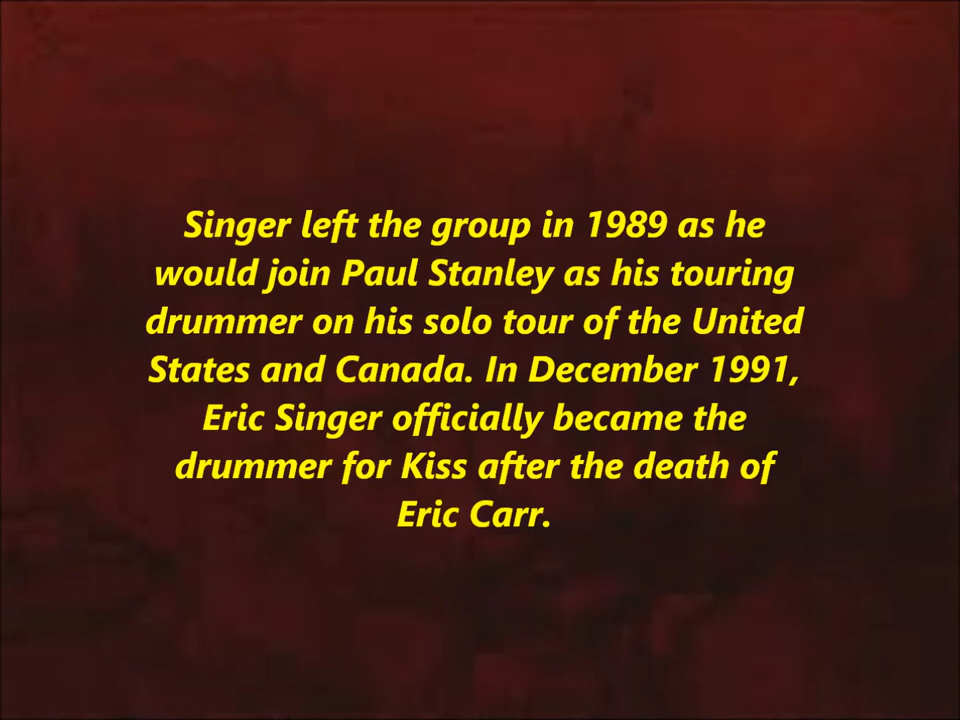 Singer left the group in 1989 as he
would join Paul Stanley as his touring
drummer on his solo tour of the United
States and Canada. In December 1991,
Eric Singer officially became the
drummer for Kiss after the death of
Eric Carr.